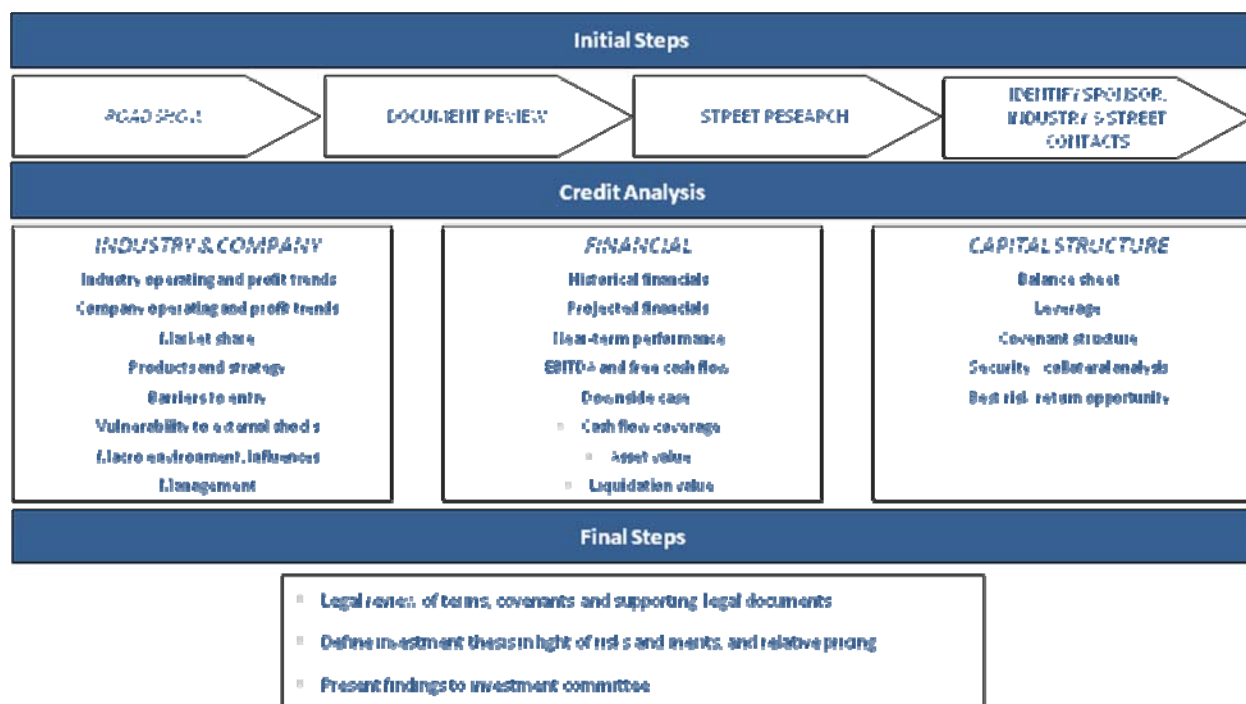 Initial Steps
ROAD SHOW
DOCUMENT REVIEW
STREET RESEARCH
IDENTIFY SPONSOR,
INDUSTRY & STREET
CONTACTS
Credit Analysis
INDUSTRY & COMPANY
Industry operating and profit trends
Company operating and profit trends
Market share
Products and strategy
Barriers to entry
Vulnerability to external shocks
Macro environment, influences
Management
FINANCIAL
Historical financials
Projected financials
Near-term performance
EBITDA and free cash flow
Downside case
Cash flow coverage
Asset value
Liquidation value
CAPITAL STRUCTURE
Balance sheet
Leverage
Covenant structure
Security - collateral analysis
Best risk return opportunity
Final Steps
Legal review of terms, covenants and supporting legal documents
Define investment thesis in light of risks and merits, and relative pricing
Present findings to investment committee